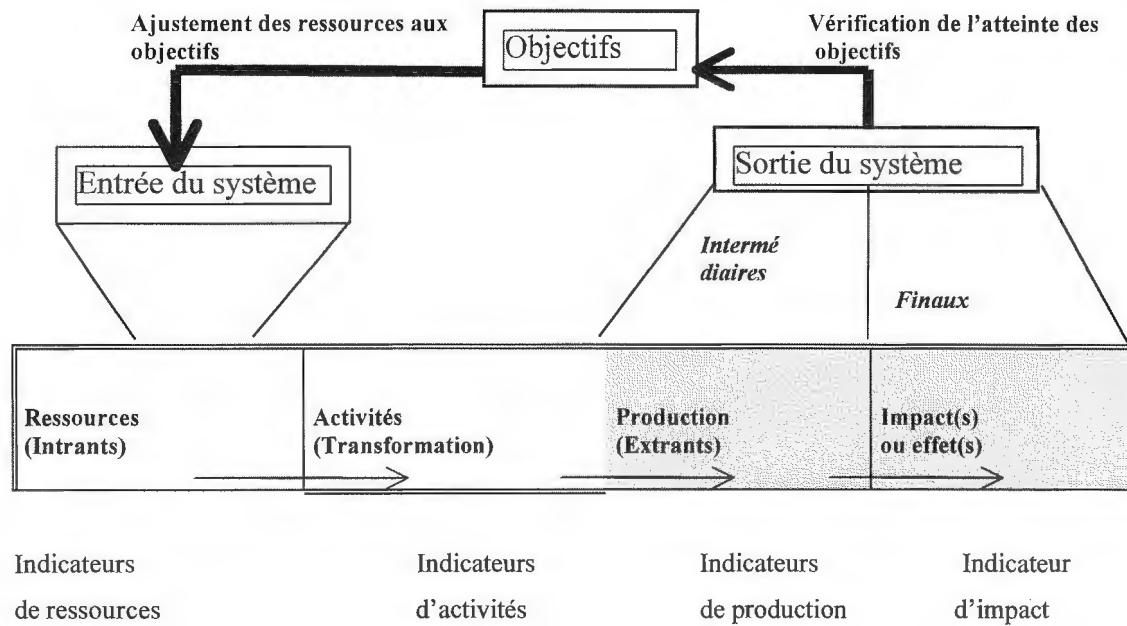 Ajustement des ressources aux
objectifs
Objectifs
Vérification de l'atteinte des
objectifs
Entrée du système
Sortie du système
Intermé
diaires
Finaux
Ressources
(Intrants)
Activités
(Transformation)
Production
(Extrants)
Impact(s)
ou effet(s)
Indicateurs
de ressources
Indicateurs
d'activités
Indicateurs
de production
Indicateur
d'impact